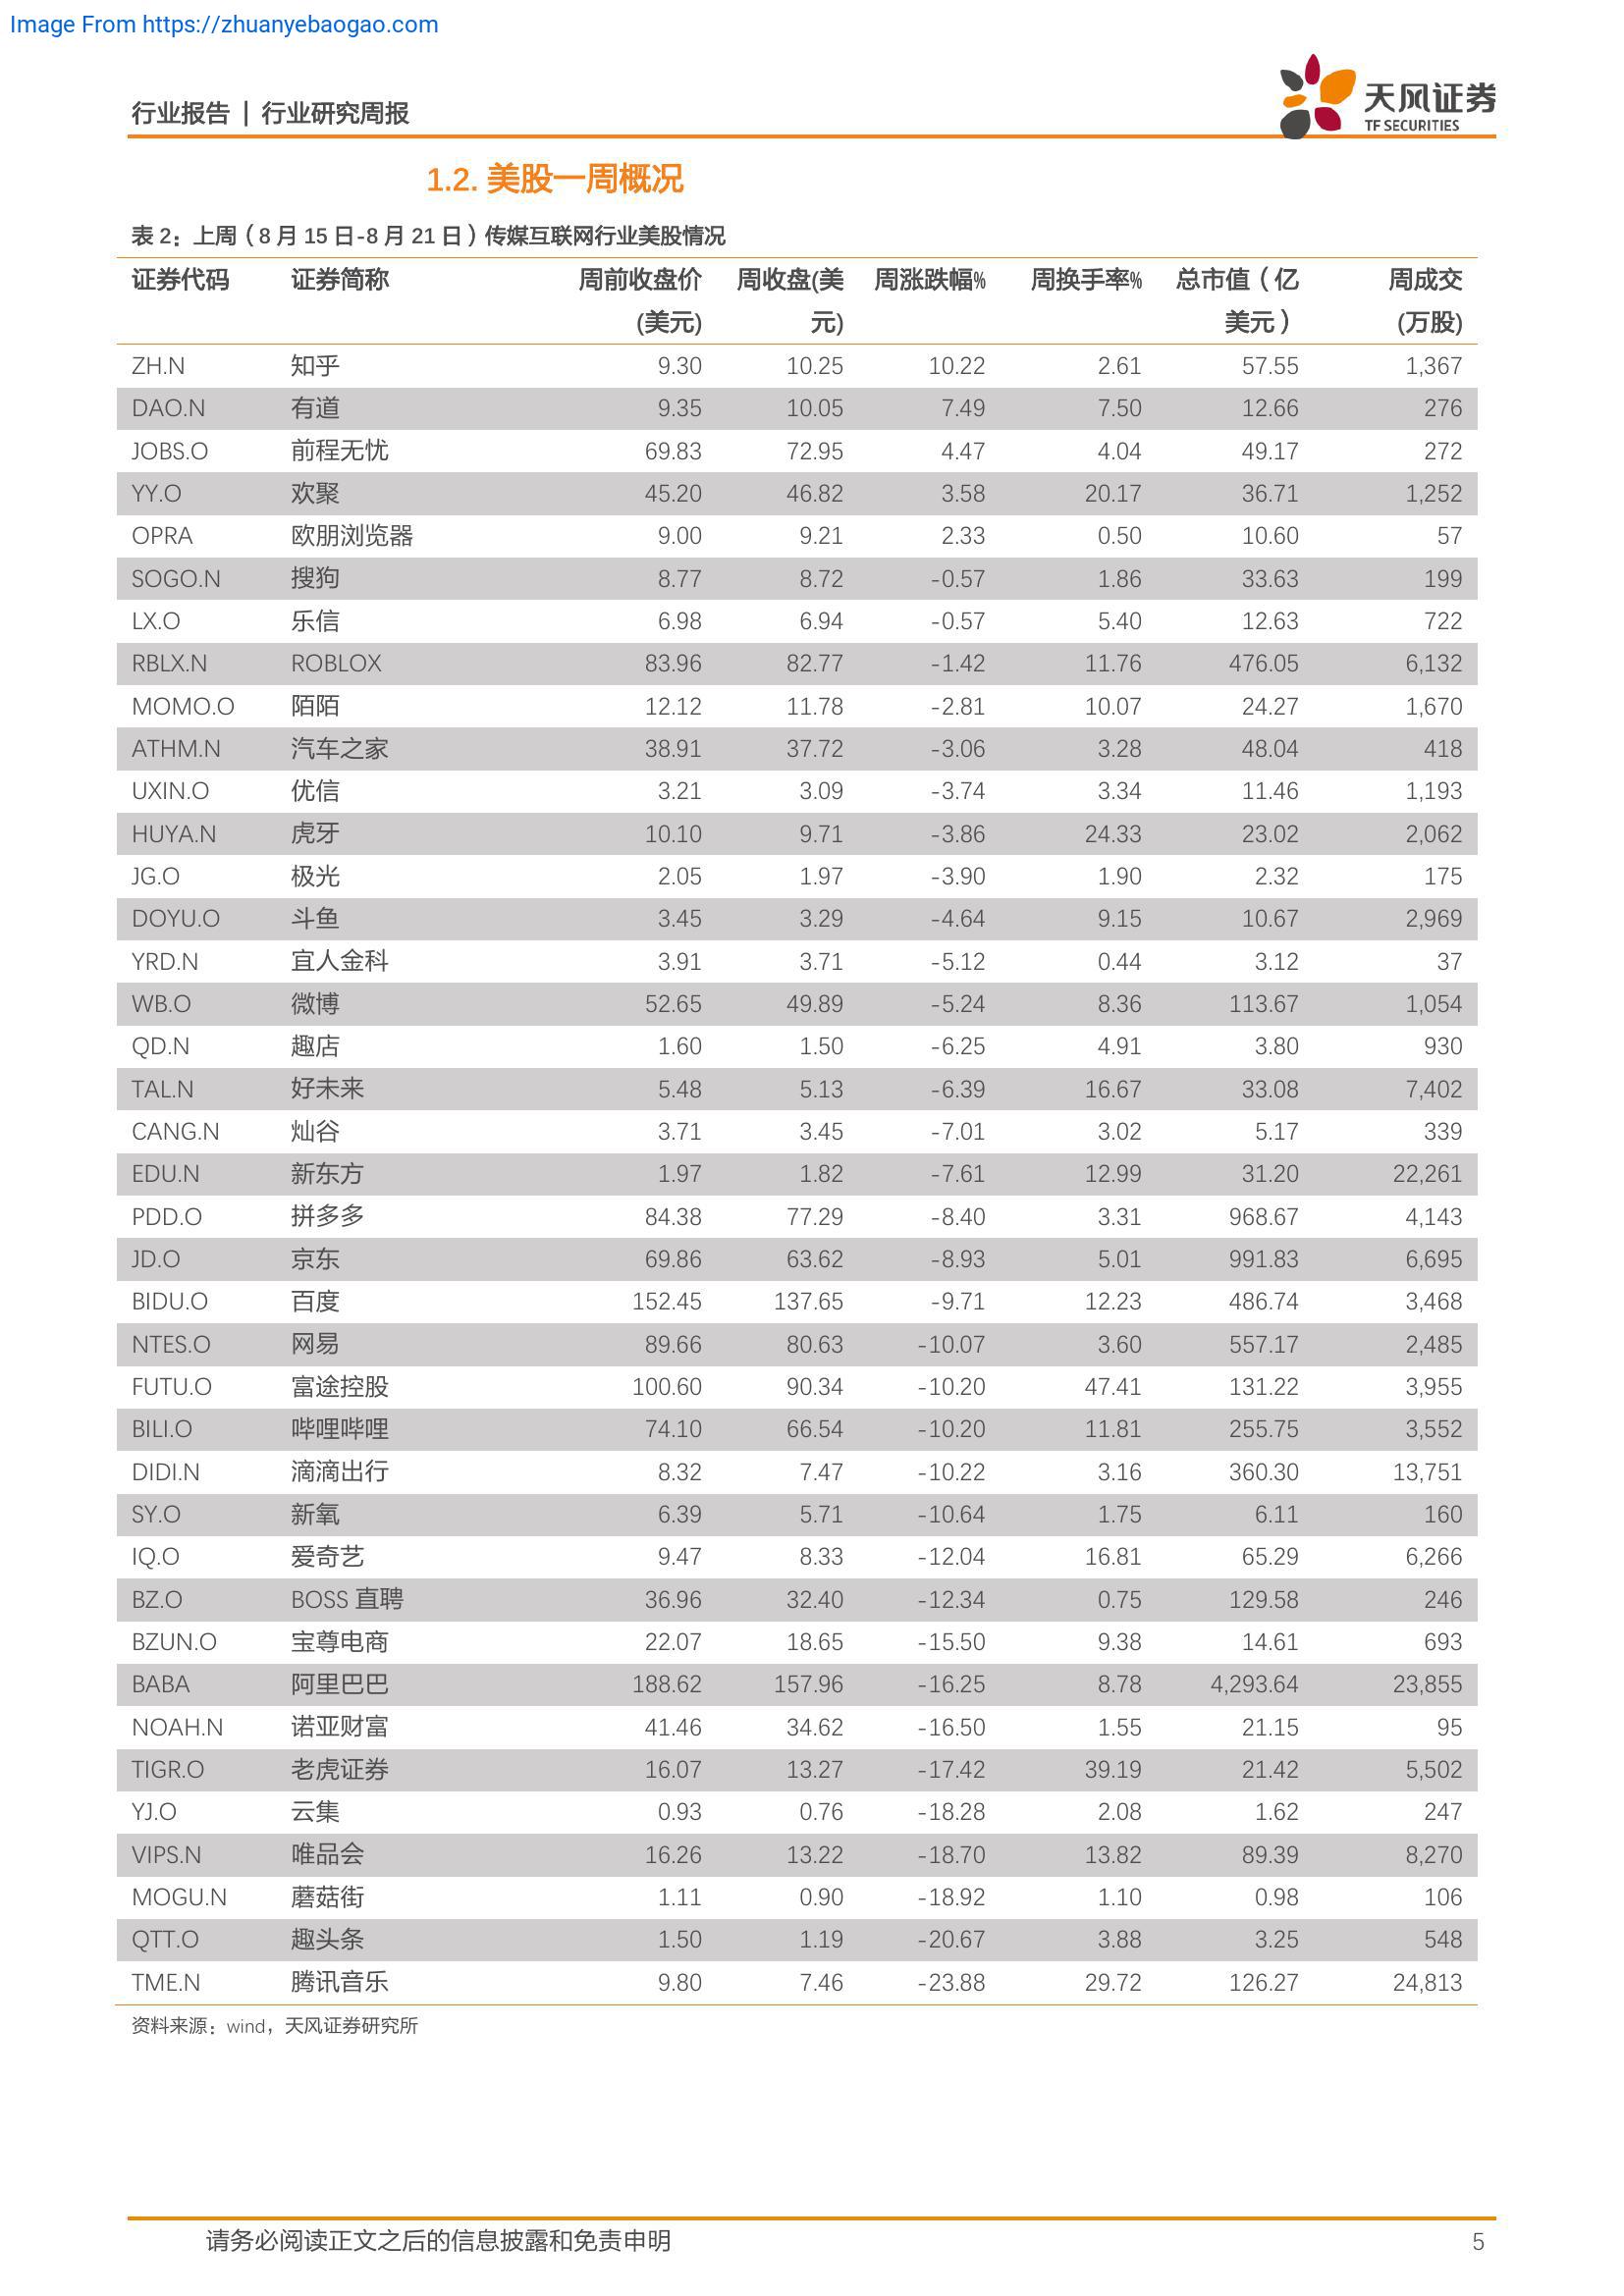 Image From https://zhuanyebaogao.com
行业报告 | 行业研究周报
天风证券
TF SECURITIES
1.2. 美股一周概况
表 2：上周（8 月 15 日-8 月 21 日）传媒互联网行业美股情况
证券代码 证券简称 周前收盘价 周收盘(美 周涨跌幅% 周换手率% 总市值（亿 周成交
(美元) 元) 美元） (万股)
ZH.N 知乎 9.30 10.25 10.22 2.61 57.55 1,367
DAO.N 有道 9.35 10.05 7.49 7.50 12.66 276
JOBS.O 前程无忧 69.83 72.95 4.47 4.04 49.17 272
YY.O 欢聚 45.20 46.82 3.58 20.17 36.71 1,252
OPRA 欧朋浏览器 9.00 9.21 2.33 0.50 10.60 57
SOGO.N 搜狗 8.77 8.72 -0.57 1.86 33.63 199
LX.O 乐信 6.98 6.94 -0.57 5.40 12.63 722
RBLX.N ROBLOX 83.96 82.77 -1.42 11.76 476.05 6,132
MOMO.O 陌陌 12.12 11.78 -2.81 10.07 24.27 1,670
ATHM.N 汽车之家 38.91 37.72 -3.06 3.28 48.04 418
UXIN.O 优信 3.21 3.09 -3.74 3.34 11.46 1,193
HUYA.N 虎牙 10.10 9.71 -3.86 24.33 23.02 2,062
JG.O 极光 2.05 1.97 -3.90 1.90 2.32 175
DOYU.O 斗鱼 3.45 3.29 -4.64 9.15 10.67 2,969
YRD.N 宜人金科 3.91 3.71 -5.12 0.44 3.12 37
WB.O 微博 52.65 49.89 -5.24 8.36 113.67 1,054
QD.N 趣店 1.60 1.50 -6.25 4.91 3.80 930
TAL.N 好未来 5.48 5.13 -6.39 16.67 33.08 7,402
CANG.N 灿谷 3.71 3.45 -7.01 3.02 5.17 339
EDU.N 新东方 1.97 1.82 -7.61 12.99 31.20 22,261
PDD.O 拼多多 84.38 77.29 -8.40 3.31 968.67 4,143
JD.O 京东 69.86 63.62 -8.93 5.01 991.83 6,695
BIDU.O 百度 152.45 137.65 -9.71 12.23 486.74 3,468
NTES.O 网易 89.66 80.63 -10.07 3.60 557.17 2,485
FUTU.O 富途控股 100.60 90.34 -10.20 47.41 131.22 3,955
BILI.O 哔哩哔哩 74.10 66.54 -10.20 11.81 255.75 3,552
DIDI.N 滴滴出行 8.32 7.47 -10.22 3.16 360.30 13,751
SY.O 新氧 6.39 5.71 -10.64 1.75 6.11 160
IQ.O 爱奇艺 9.47 8.33 -12.04 16.81 65.29 6,266
BZ.O BOSS 直聘 36.96 32.40 -12.34 0.75 129.58 246
BZUN.O 宝尊电商 22.07 18.65 -15.50 9.38 14.61 693
BABA 阿里巴巴 188.62 157.96 -16.25 8.78 4,293.64 23,855
NOAH.N 诺亚财富 41.46 34.62 -16.50 1.55 21.15 95
TIGR.O 老虎证券 16.07 13.27 -17.42 39.19 21.42 5,502
YJ.O 云集 0.93 0.76 -18.28 2.08 1.62 247
VIPS.N 唯品会 16.26 13.22 -18.70 13.82 89.39 8,270
MOGU.N 蘑菇街 1.11 0.90 -18.92 1.10 0.98 106
QTT.O 趣头条 1.50 1.19 -20.67 3.88 3.25 548
TME.N 腾讯音乐 9.80 7.46 -23.88 29.72 126.27 24,813
资料来源：wind，天风证券研究所
请务必阅读正文之后的信息披露和免责申明 5